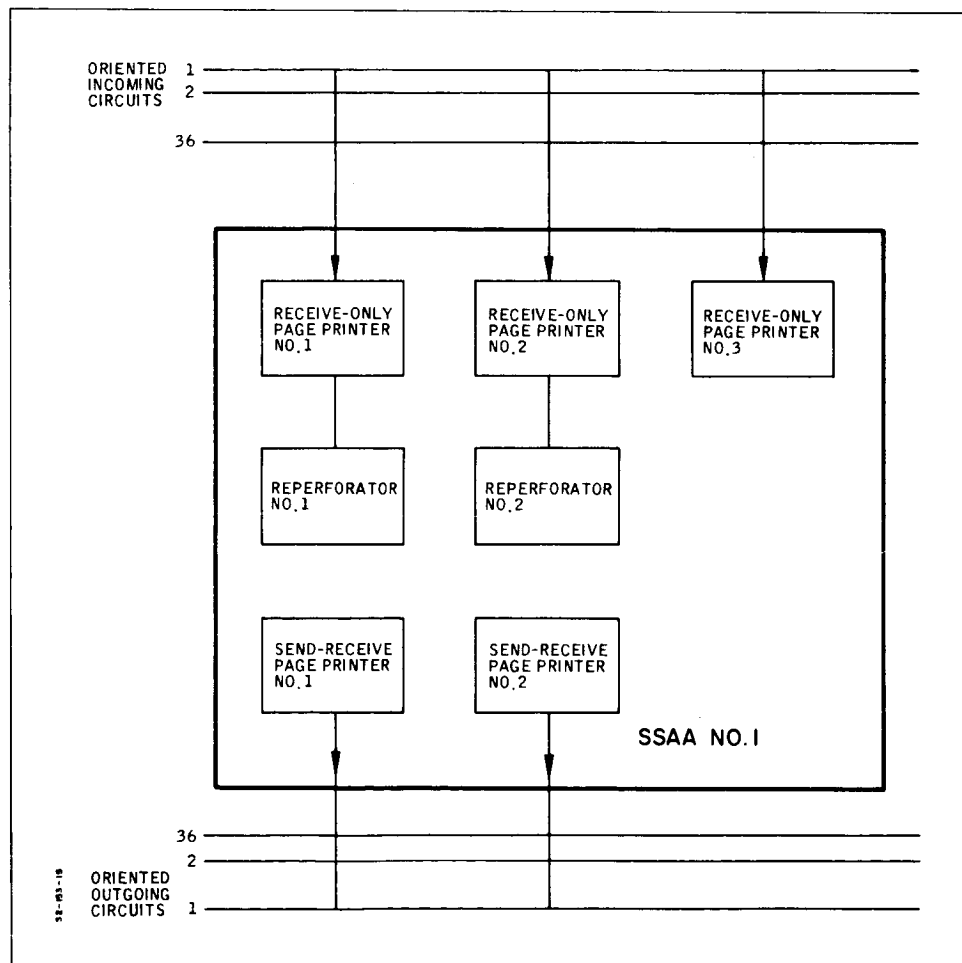 ORIENTED
INCOMING
CIRCUITS
1
2
36
RECEIVE-ONLY
PAGE PRINTER
NO.1
RECEIVE-ONLY
PAGE PRINTER
NO.2
RECEIVE-ONLY
PAGE PRINTER
NO.3
REPERFORATOR
NO.1
REPERFORATOR
NO.2
SEND-RECEIVE
PAGE PRINTER
NO.1
SEND-RECEIVE
PAGE PRINTER
NO.2
SSAA NO.1
36
2
1
ORIENTED
OUTGOING
CIRCUITS